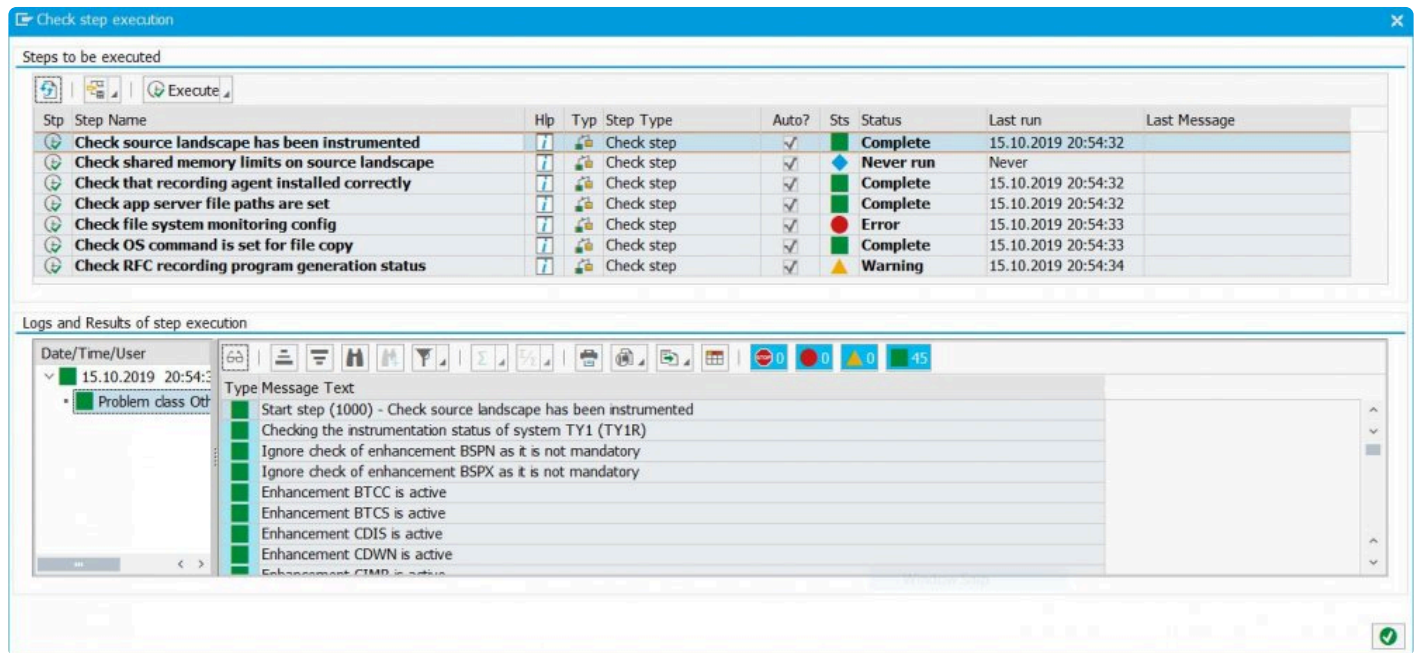 Check step execution
Steps to be executed
Execute
Stp Step Name Hlp Typ Step Type Auto? Sts Status Last run Last Message
Check source landscape has been instrumented i Check step Complete 15.10.2019 20:54:32
Check shared memory limits on source landscape i Check step Never run Never
Check that recording agent installed correctly i Check step Complete 15.10.2019 20:54:32
Check app server file paths are set i Check step Complete 15.10.2019 20:54:32
Check file system monitoring config i Check step Error 15.10.2019 20:54:33
Check OS command is set for file copy i Check step Complete 15.10.2019 20:54:33
Check RFC recording program generation status i Check step Warning 15.10.2019 20:54:34
Logs and Results of step execution
Date/Time/User
15.10.2019 20:54:3
Problem class Oth
STOP 0 0 0 45
Type Message Text
Start step (1000) - Check source landscape has been instrumented
Checking the instrumentation status of system TY1 (TY1R)
Ignore check of enhancement BSPN as it is not mandatory
Ignore check of enhancement BSPX as it is not mandatory
Enhancement BTCC is active
Enhancement BTCS is active
Enhancement CDIS is active
Enhancement CDWN is active
Enhancement CIMP is active
Window Snip